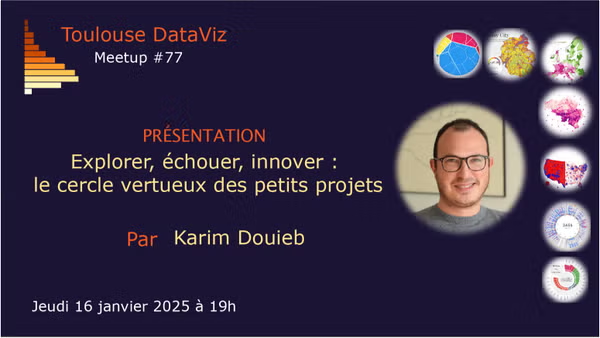 Toulouse DataViz
Meetup #77
PRÉSENTATION
Explorer, échouer, innover :
le cercle vertueux des petits projets
Par Karim Douieb
Jeudi 16 janvier 2025 à 19h